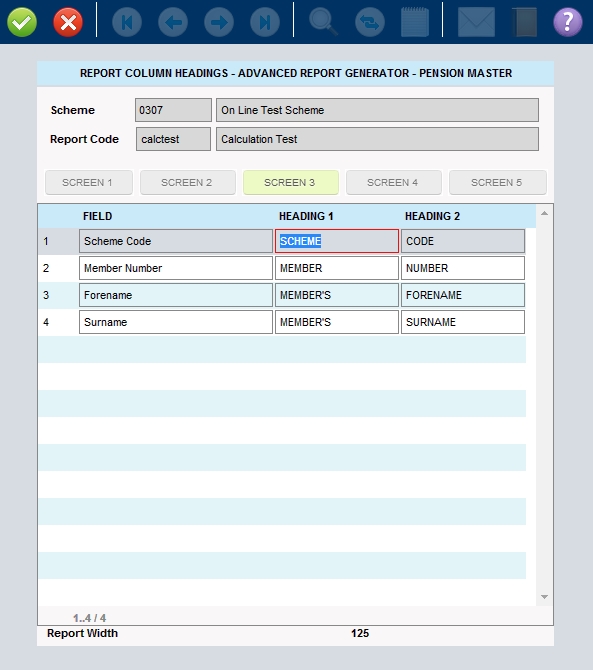 ?
REPORT COLUMN HEADINGS - ADVANCED REPORT GENERATOR - PENSION MASTER
Scheme 0307 On Line Test Scheme
Report Code calctest Calculation Test
SCREEN 1 SCREEN 2 SCREEN 3 SCREEN 4 SCREEN 5
FIELD HEADING 1 HEADING 2
1 Scheme Code SCHEME CODE
2 Member Number MEMBER NUMBER
3 Forename MEMBER'S FORENAME
4 Surname MEMBER'S SURNAME
1..4 / 4
Report Width 125